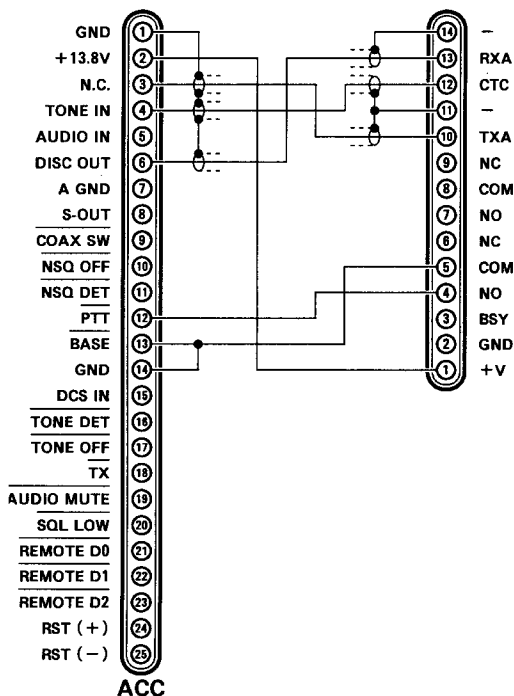 GND 1
+13.8V 2
N.C. 3
TONE IN 4
AUDIO IN 5
DISC OUT 6
A GND 7
S-OUT 8
COAX SW 9
NSQ OFF 10
NSQ DET 11
PTT 12
BASE 13
GND 14
DCS IN 15
TONE DET 16
TONE OFF 17
TX 18
AUDIO MUTE 19
SQL LOW 20
REMOTE D0 21
REMOTE D1 22
REMOTE D2 23
RST (+) 24
RST (−) 25
ACC
14 −
13 RXA
12 CTC
11 −
10 TXA
9 NC
8 COM
7 NO
6 NC
5 COM
4 NO
3 BSY
2 GND
1 +V